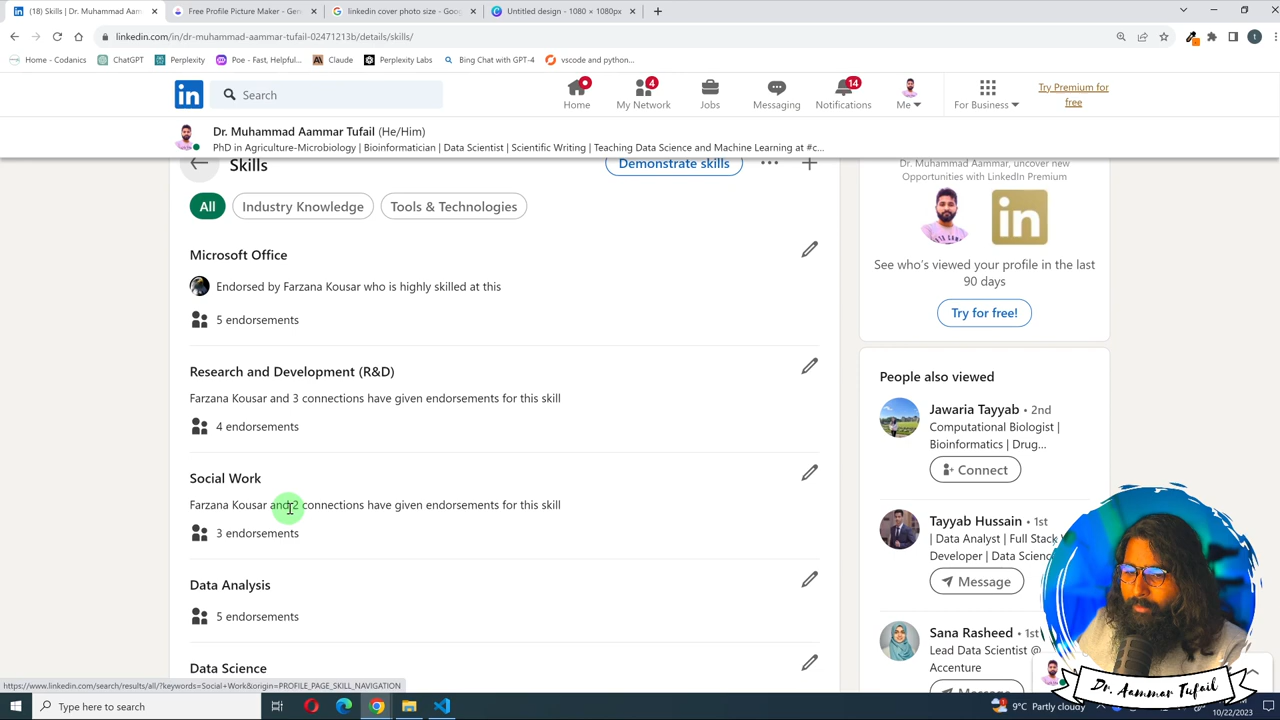 (18) Skills | Dr. Muhammad Aam
Free Profile Picture Maker - Gen
linkedin cover photo size - Goog
Untitled design - 1080 × 1080px
linkedin.com/in/dr-muhammad-aammar-tufail-02471213b/details/skills/
Home - Codanics
ChatGPT
Perplexity
Poe - Fast, Helpful...
Claude
Perplexity Labs
Bing Chat with GPT-4
vscode and python...
in
Search
Home
4
My Network
Jobs
Messaging
14
Notifications
Me
For Business
Try Premium for
free
Dr. Muhammad Aammar Tufail (He/Him)
PhD in Agriculture-Microbiology | Bioinformatician | Data Scientist | Scientific Writing | Teaching Data Science and Machine Learning at #c...
Skills
Demonstrate skills
All
Industry Knowledge
Tools & Technologies
Microsoft Office
Endorsed by Farzana Kousar who is highly skilled at this
5 endorsements
Research and Development (R&D)
Farzana Kousar and 3 connections have given endorsements for this skill
4 endorsements
Social Work
Farzana Kousar and 2 connections have given endorsements for this skill
3 endorsements
Data Analysis
5 endorsements
Data Science
Dr. Muhammad Aammar, uncover new
Opportunities with LinkedIn Premium
in
See who's viewed your profile in the last
90 days
Try for free!
People also viewed
Jawaria Tayyab • 2nd
Computational Biologist |
Bioinformatics | Drug...
Connect
Tayyab Hussain • 1st
| Data Analyst | Full Stack
Developer | Data Scien
Message
Sana Rasheed • 1st
Lead Data Scientist @
Accenture
Message
Dr. Aammar Tufail
https://www.linkedin.com/search/results/all/?keywords=Social+Work&origin=PROFILE_PAGE_SKILL_NAVIGATION
Type here to search
9°C Partly cloudy
10/22/2023